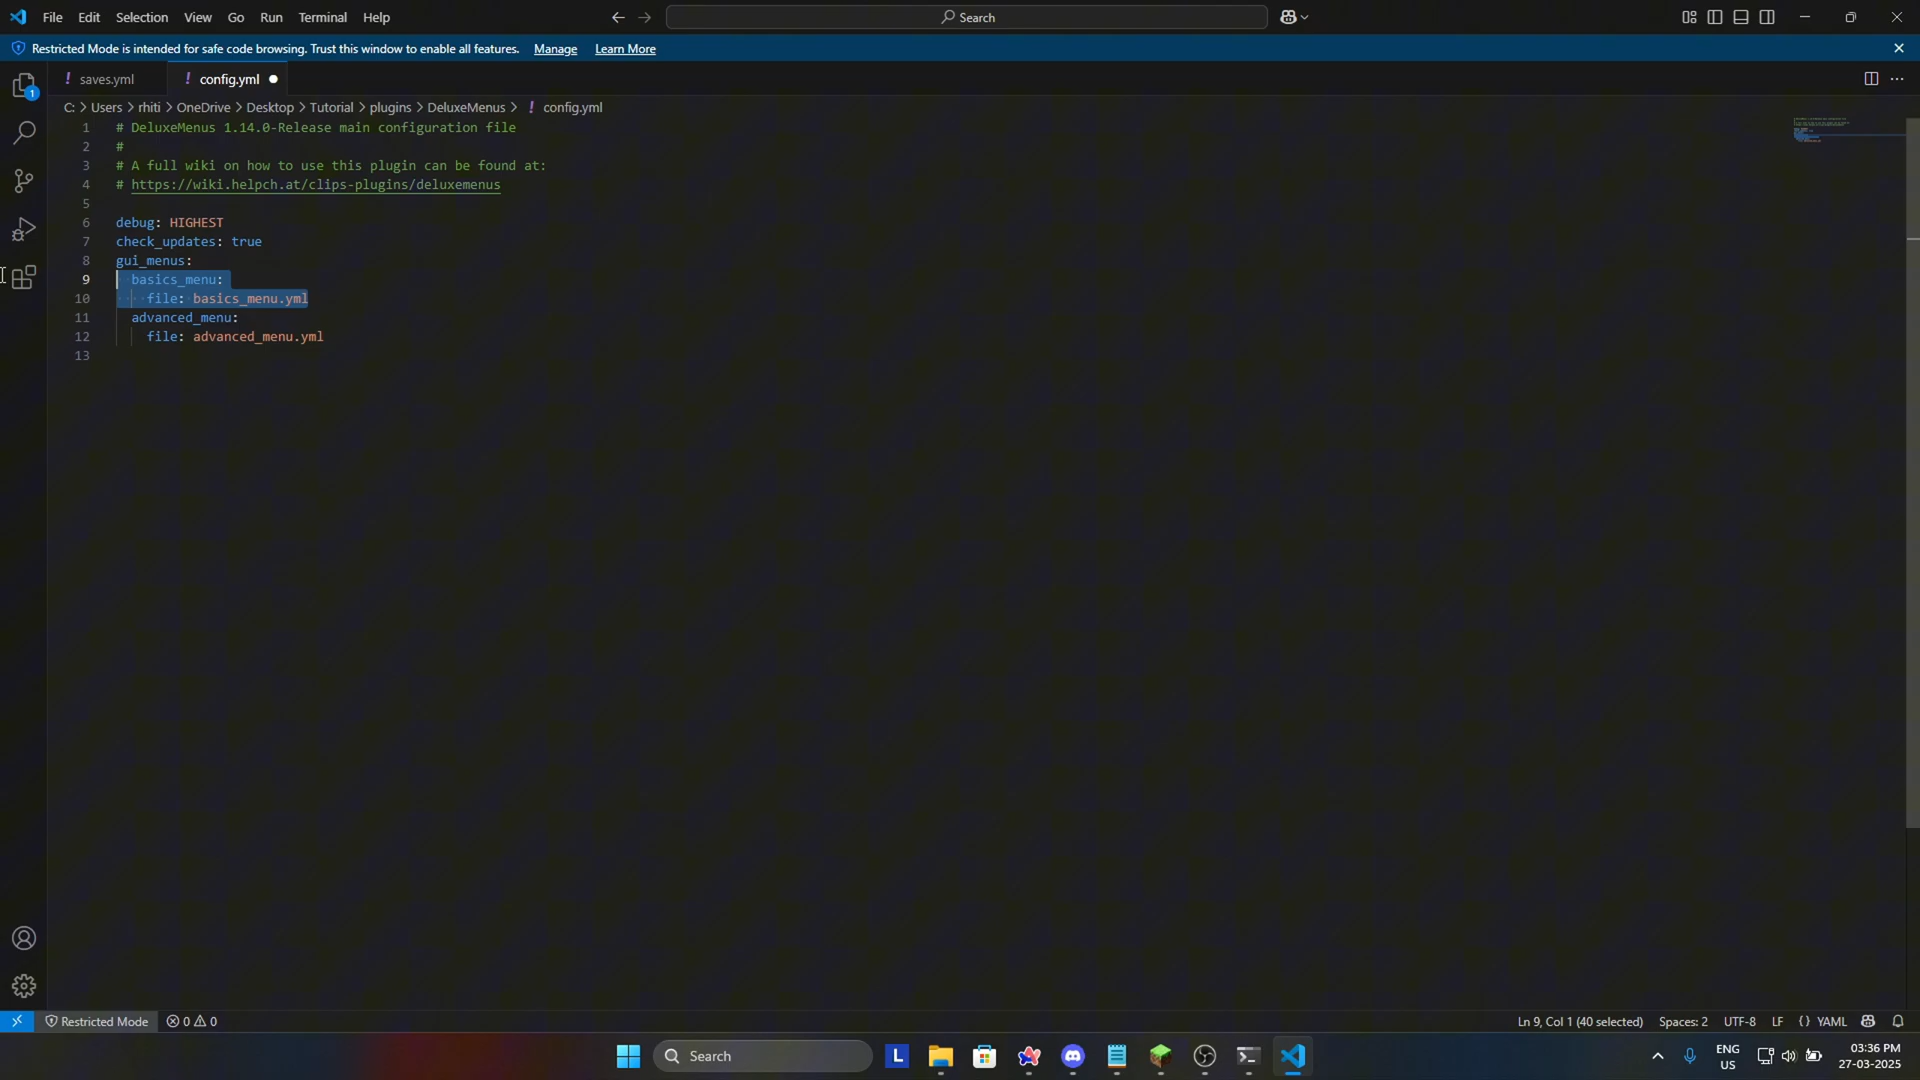 File Edit Selection View Go Run Terminal Help
Search
Restricted Mode is intended for safe code browsing. Trust this window to enable all features. Manage Learn More
1
! saves.yml ! config.yml
C: > Users > rhiti > OneDrive > Desktop > Tutorial > plugins > DeluxeMenus > ! config.yml
1 # DeluxeMenus 1.14.0-Release main configuration file
2 #
3 # A full wiki on how to use this plugin can be found at:
4 # https://wiki.helpch.at/clips-plugins/deluxemenus
5
6 debug: HIGHEST
7 check_updates: true
8 gui_menus:
9 basics_menu:
10 file: basics_menu.yml
11 advanced_menu:
12 file: advanced_menu.yml
13
Restricted Mode 0 0
Ln 9, Col 1 (40 selected) Spaces: 2 UTF-8 LF {} YAML
Search
L
ENG
US
03:36 PM
27-03-2025